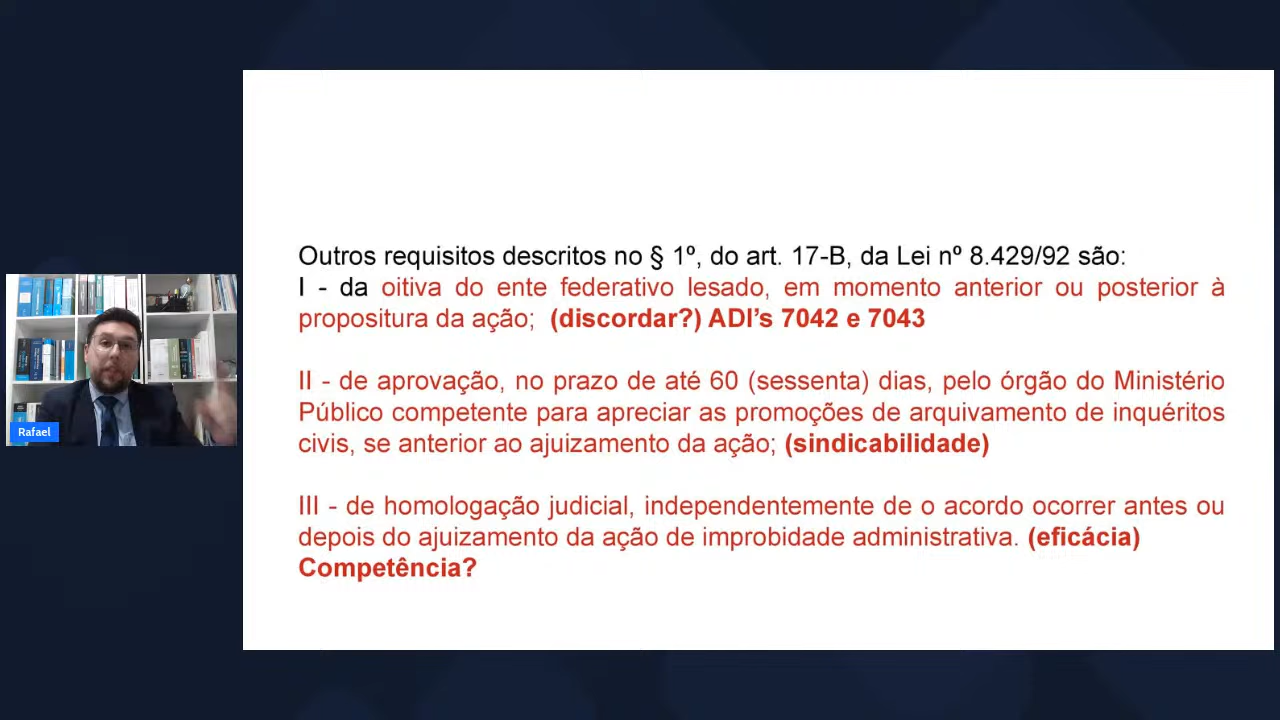 Outros requisitos descritos no § 1º, do art. 17-B, da Lei nº 8.429/92 são:
I - da oitiva do ente federativo lesado, em momento anterior ou posterior à
propositura da ação; (discordar?) ADI’s 7042 e 7043
II - de aprovação, no prazo de até 60 (sessenta) dias, pelo órgão do Ministério
Público competente para apreciar as promoções de arquivamento de inquéritos
civis, se anterior ao ajuizamento da ação; (sindicabilidade)
III - de homologação judicial, independentemente de o acordo ocorrer antes ou
depois do ajuizamento da ação de improbidade administrativa. (eficácia)
Competência?
Rafael